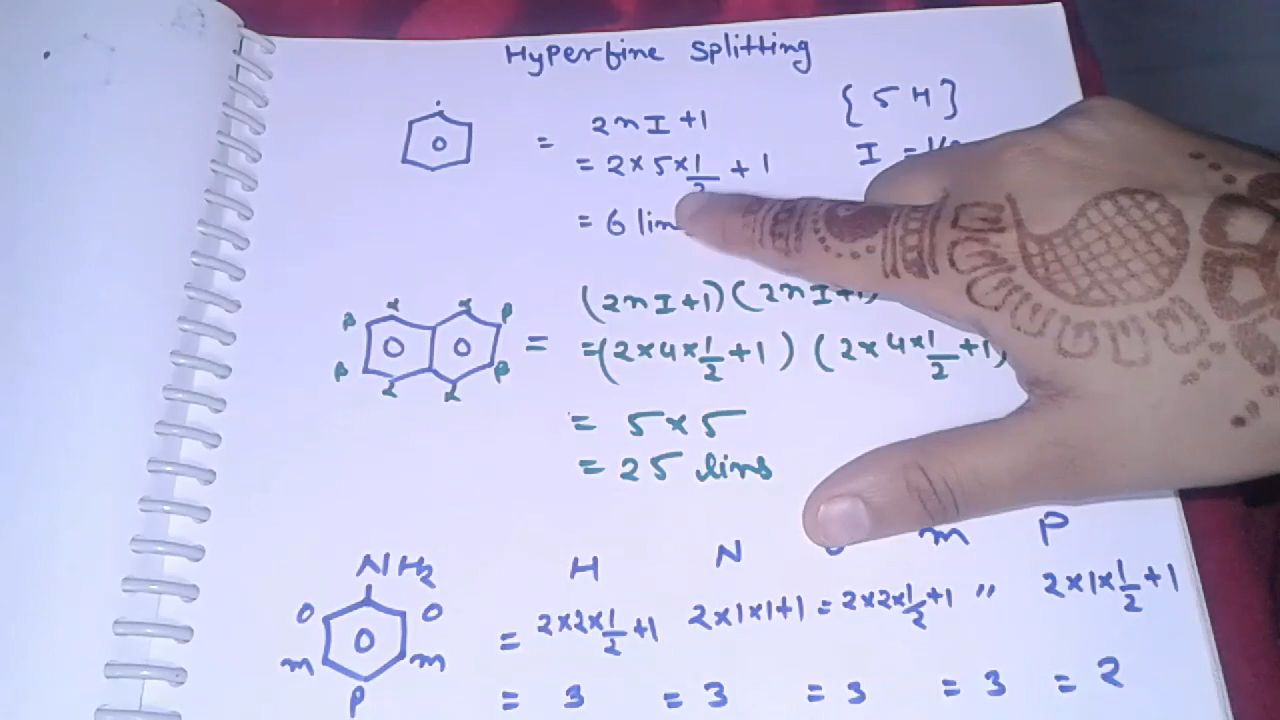 Hyperfine Splitting
= 2nI+1 {5H}
= 2×5×1/2 + 1 I =
= 6
α α
β β = (2nI+1)(2nI+1)
β β =(2×4×1/2+1) (2×4×1/2+1)
α α
= 5×5
= 25 lins
NH2 H N m P
o o = 2×2×1/2+1 2×1×1+1 = 2×2×1/2+1 " 2×1×1/2+1
m m
P = 3 = 3 = 3 = 3 = 2